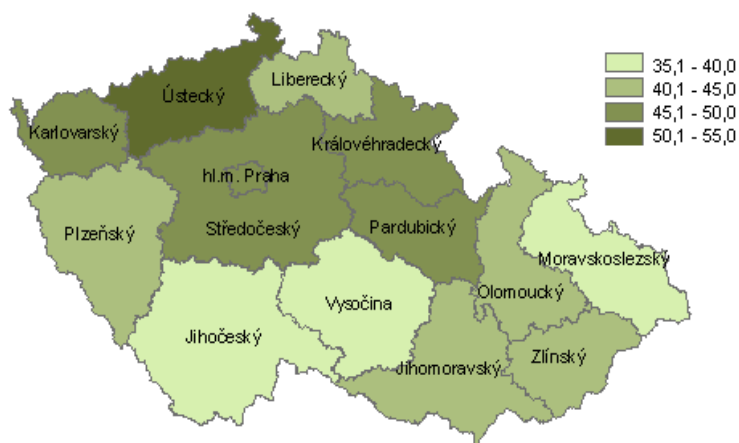 35,1 - 40,0
40,1 - 45,0
45,1 - 50,0
50,1 - 55,0
Liberecký
Ústecký
Karlovarský
Královéhradecký
hl.m. Praha
Plzeňský
Středočeský
Pardubický
Moravskoslezský
Olomoucký
Vysočina
Jihočeský
Jihomoravský
Zlínský